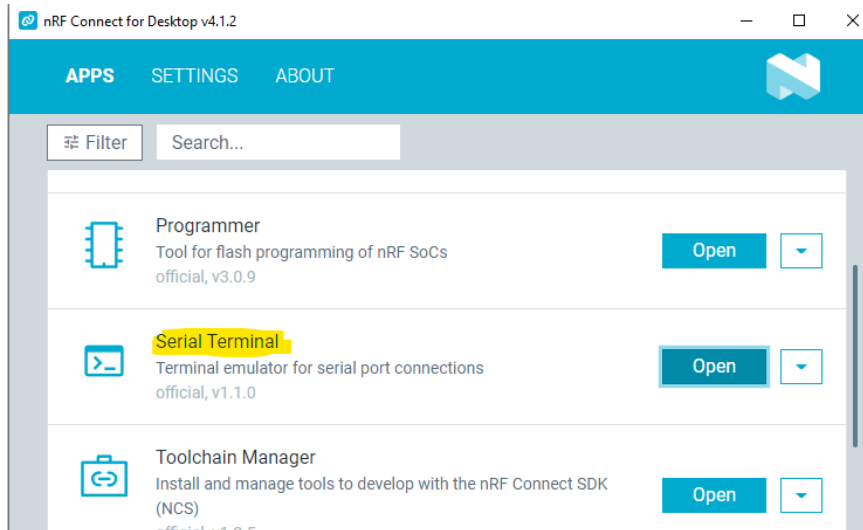 nRF Connect for Desktop v4.1.2
APPS SETTINGS ABOUT
Filter Search...
Programmer
Tool for flash programming of nRF SoCs
official, v3.0.9
Open
Serial Terminal
Terminal emulator for serial port connections
official, v1.1.0
Open
Toolchain Manager
Install and manage tools to develop with the nRF Connect SDK
(NCS)
Open